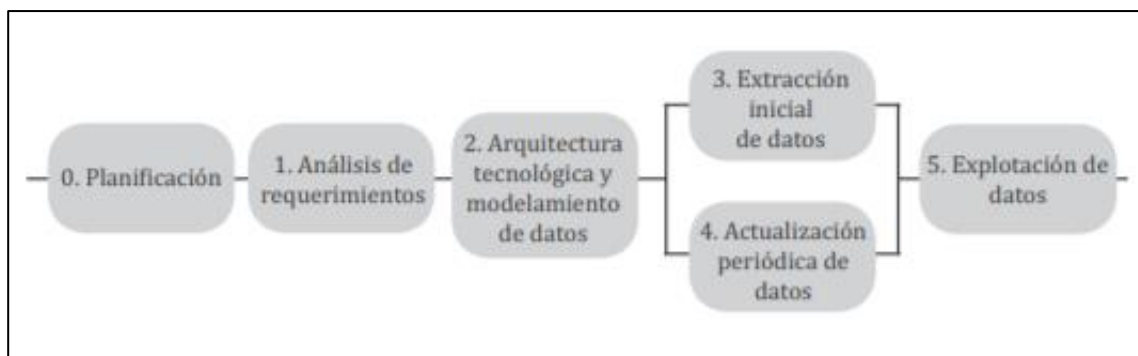 0. Planificación
1. Análisis de
requerimientos
2. Arquitectura
tecnológica y
modelamiento
de datos
3. Extracción
inicial
de datos
4. Actualización
periódica de
datos
5. Explotación de
datos